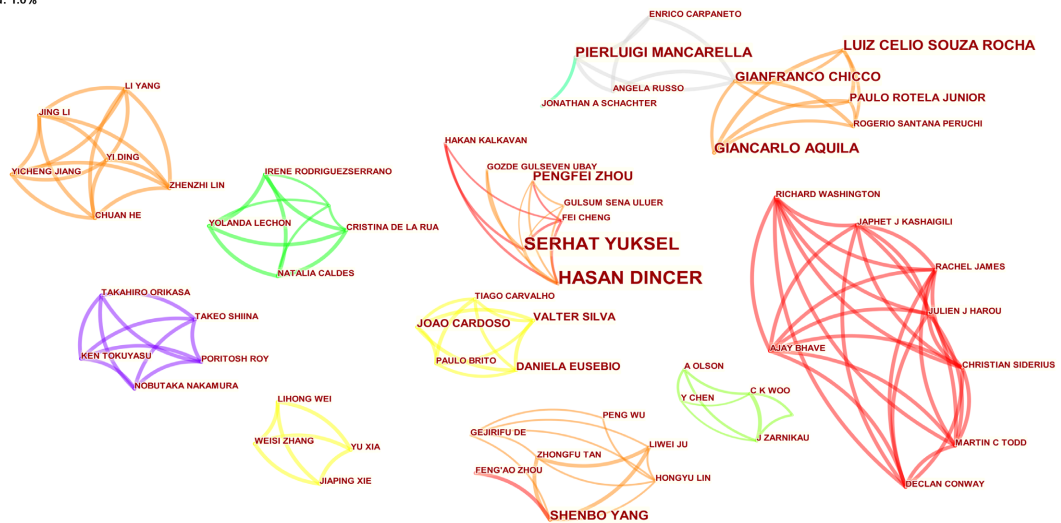 ENRICO CARPANETO
PIERLUIGI MANCARELLA
LUIZ CELIO SOUZA ROCHA
GIANFRANCO CHICCO
ANGELA RUSSO
JONATHAN A SCHACHTER
PAULO ROTELA JUNIOR
ROGERIO SANTANA PERUCHI
GIANCARLO AQUILA
LI YANG
JING LI
YI DING
YICHENG JIANG
ZHENZHI LIN
CHUAN HE
HAKAN KALKAVAN
GOZDE GULSEVEN UBAY
PENGFEI ZHOU
GULSUM SENA ULUER
FEI CHENG
SERHAT YUKSEL
HASAN DINCER
IRENE RODRIGUEZSERRANO
YOLANDA LECHON
CRISTINA DE LA RUA
NATALIA CALDES
RICHARD WASHINGTON
JAPHET J KASHAIGILI
RACHEL JAMES
JULIEN J HAROU
AJAY BHAVE
CHRISTIAN SIDERIUS
MARTIN C TODD
DECLAN CONWAY
TAKAHIRO ORIKASA
TAKEO SHIINA
KEN TOKUYASU
PORITOSH ROY
NOBUTAKA NAKAMURA
TIAGO CARVALHO
JOAO CARDOSO
VALTER SILVA
PAULO BRITO
DANIELA EUSEBIO
A OLSON
C K WOO
Y CHEN
J ZARNIKAU
LIHONG WEI
WEISI ZHANG
YU XIA
JIAPING XIE
PENG WU
GEJIRIFU DE
LIWEI JU
ZHONGFU TAN
FENG'AO ZHOU
HONGYU LIN
SHENBO YANG